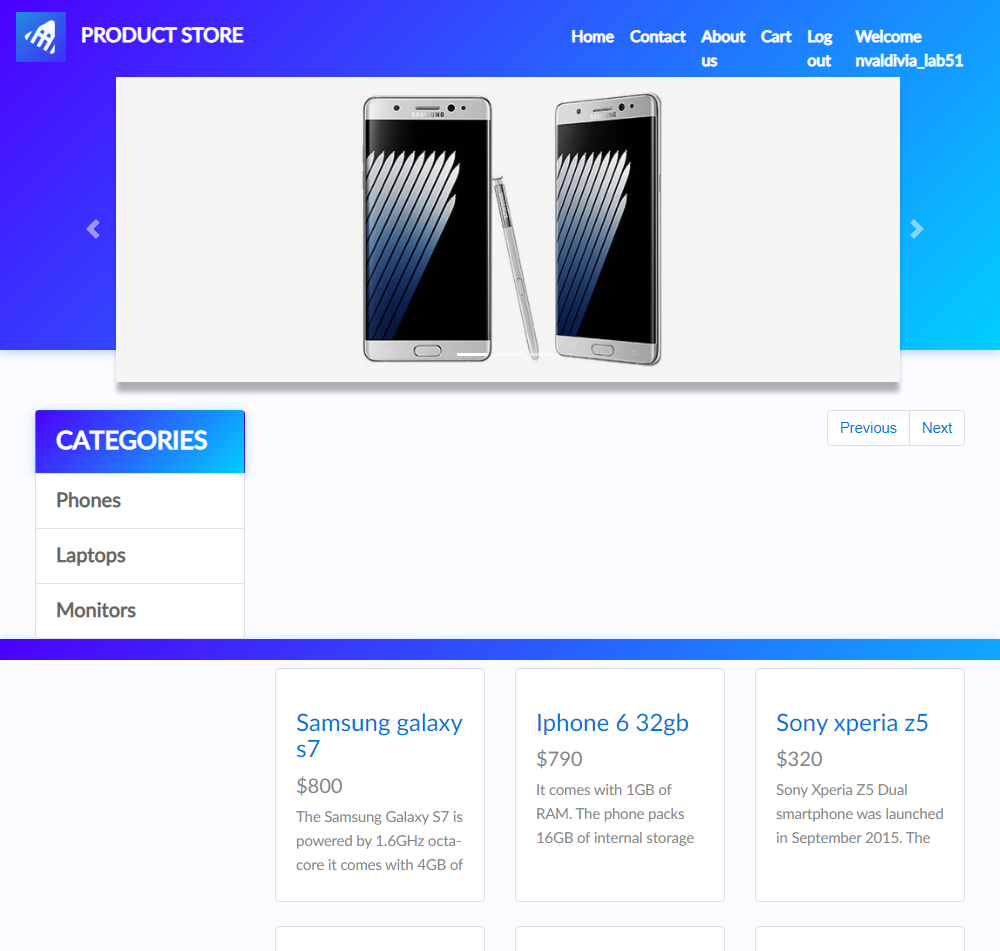 PRODUCT STORE
Home Contact About us Cart Log out Welcome nvaldivia_lab51
SAMSUNG
SAMSUNG
CATEGORIES
Phones
Laptops
Monitors
Previous Next
Samsung galaxy
s7
$800
The Samsung Galaxy S7 is
powered by 1.6GHz octa-
core it comes with 4GB of
Iphone 6 32gb
$790
It comes with 1GB of
RAM. The phone packs
16GB of internal storage
Sony xperia z5
$320
Sony Xperia Z5 Dual
smartphone was launched
in September 2015. The